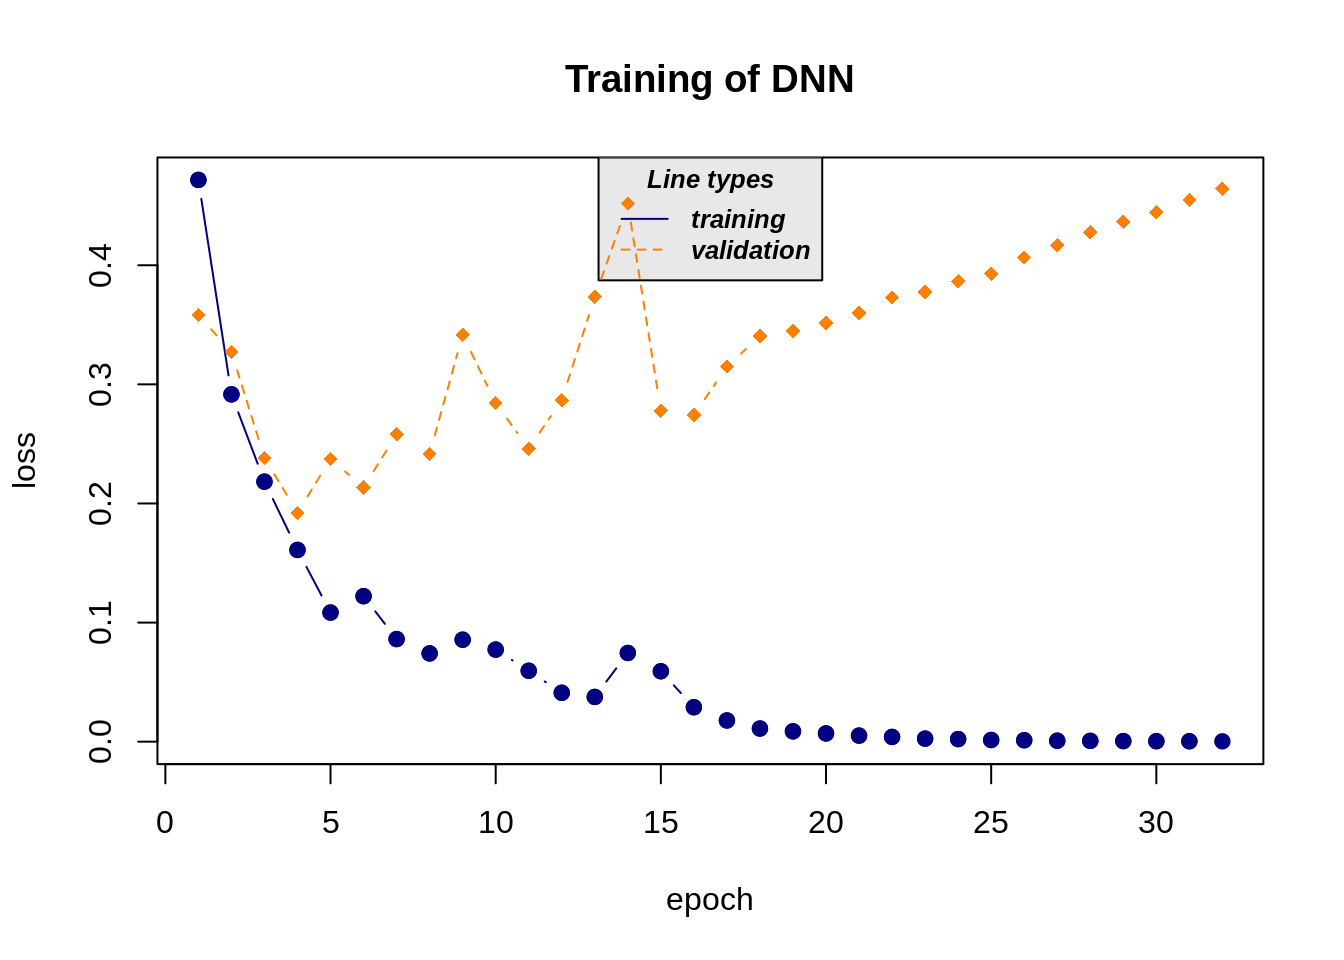 Training of DNN
Line types
training
validation
loss
0.4
0.3
0.2
0.1
0.0
0 5 10 15 20 25 30
epoch